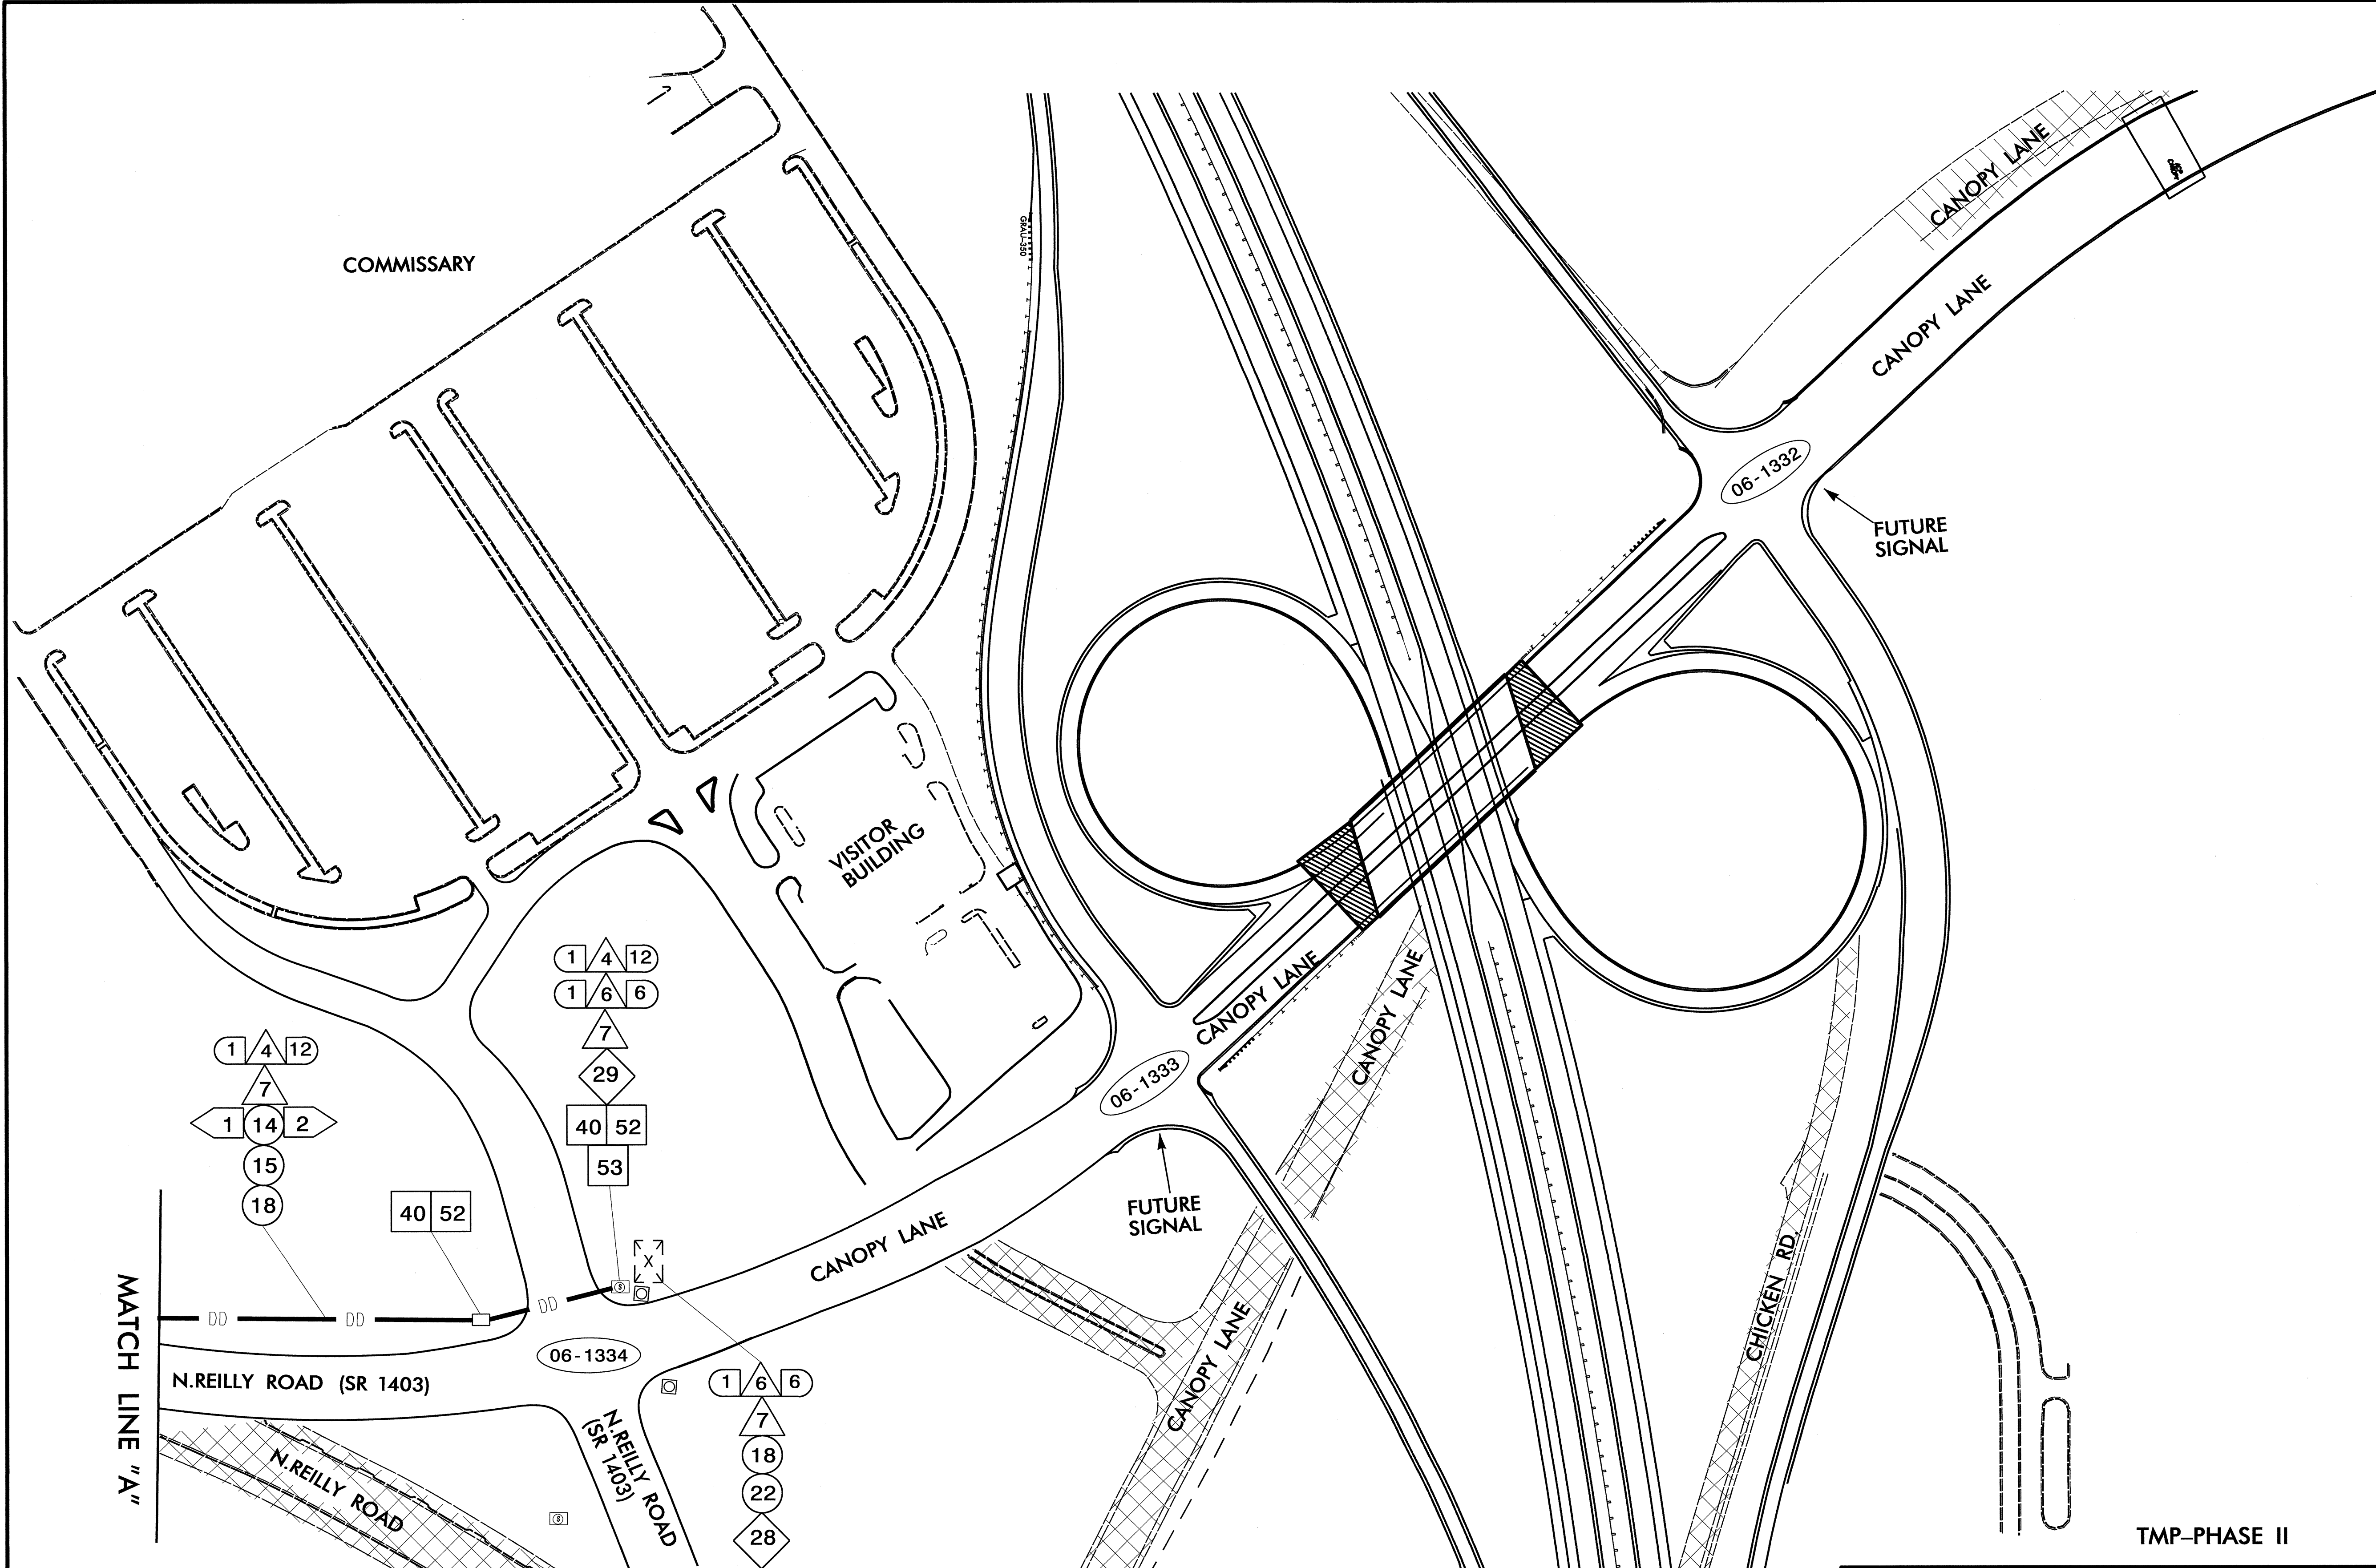 CANOPY LANE
GRAU-350
COMMISSARY
CANOPY LANE
06-1332
FUTURE
SIGNAL
VISITOR
BUILDING
1 4 12
1 6 6
7
29
40 52
53
CANOPY LANE
CANOPY LANE
06-1333
1 4 12
7
1 14 2
15
18
40 52
FUTURE
SIGNAL
CANOPY LANE
X
DD
DD
DD
MATCH LINE "A"
06-1334
N.REILLY ROAD (SR 1403)
CANOPY LANE
CHICKEN RD.
1 6 6
7
18
22
28
N.REILLY ROAD
(SR 1403)
N.REILLY ROAD
S
S
TMP–PHASE II